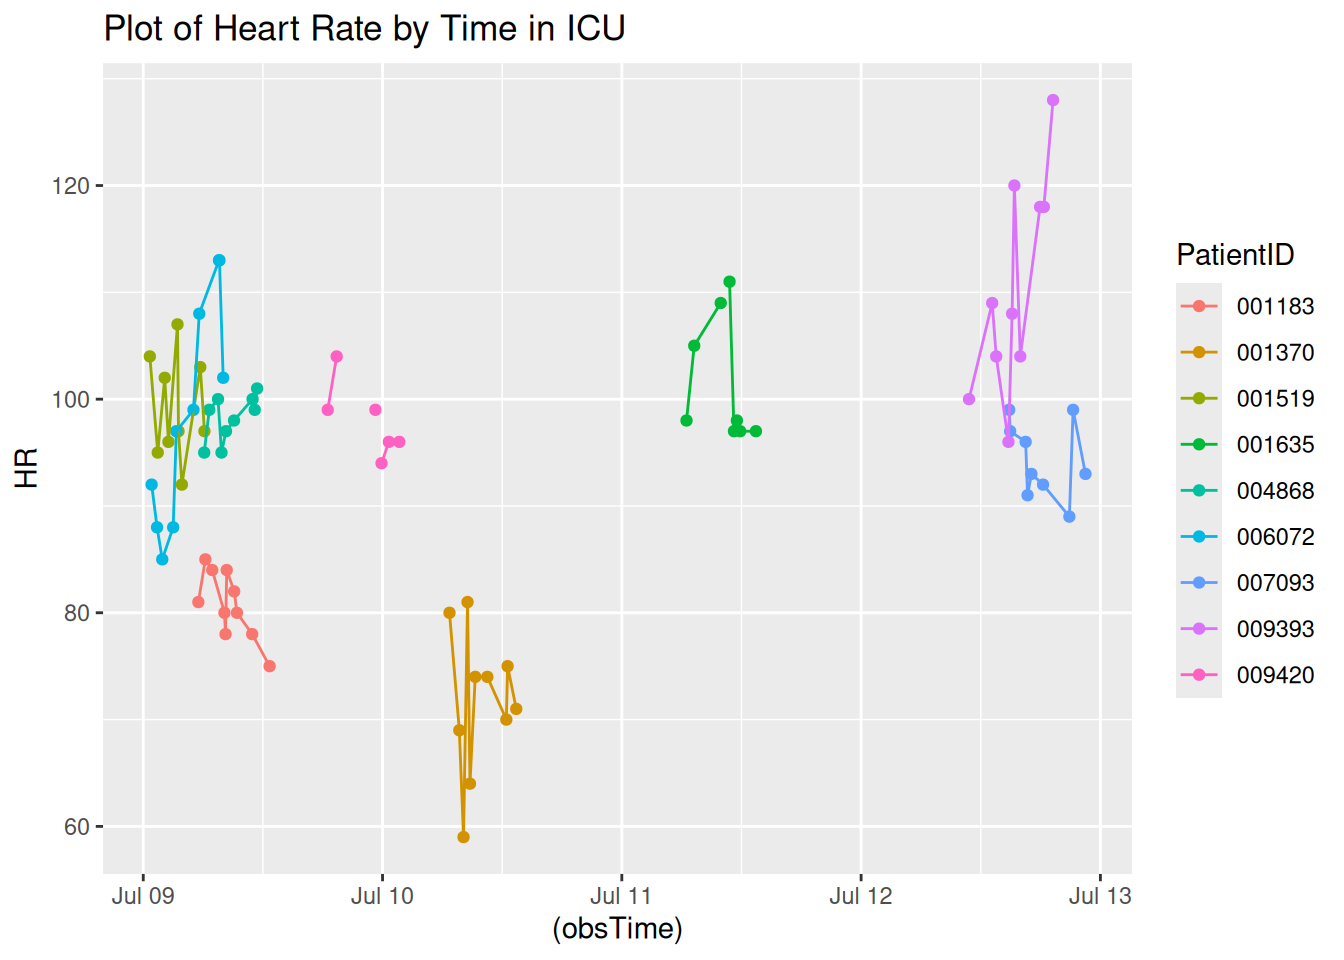 Plot of Heart Rate by Time in ICU
HR
120
100
80
60
Jul 09
Jul 10
Jul 11
Jul 12
Jul 13
(obsTime)
PatientID
001183
001370
001519
001635
004868
006072
007093
009393
009420